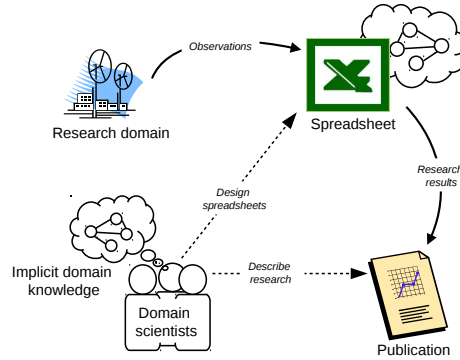 Observations
Research domain
Spreadsheet
Research
results
Design
spreadsheets
Implicit domain
knowledge
Describe
research
Domain
scientists
Publication